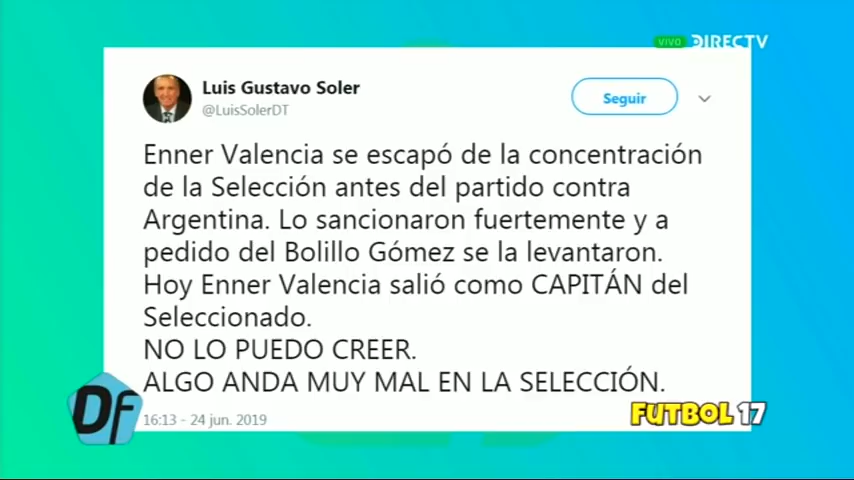 VIVO DIRECTV
Luis Gustavo Soler
@LuisSolerDT
Seguir
Enner Valencia se escapó de la concentración
de la Selección antes del partido contra
Argentina. Lo sancionaron fuertemente y a
pedido del Bolillo Gómez se la levantaron.
Hoy Enner Valencia salió como CAPITÁN del
Seleccionado.
NO LO PUEDO CREER.
ALGO ANDA MUY MAL EN LA SELECCIÓN.
16:13 - 24 jun. 2019
Df
FUTBOL 17